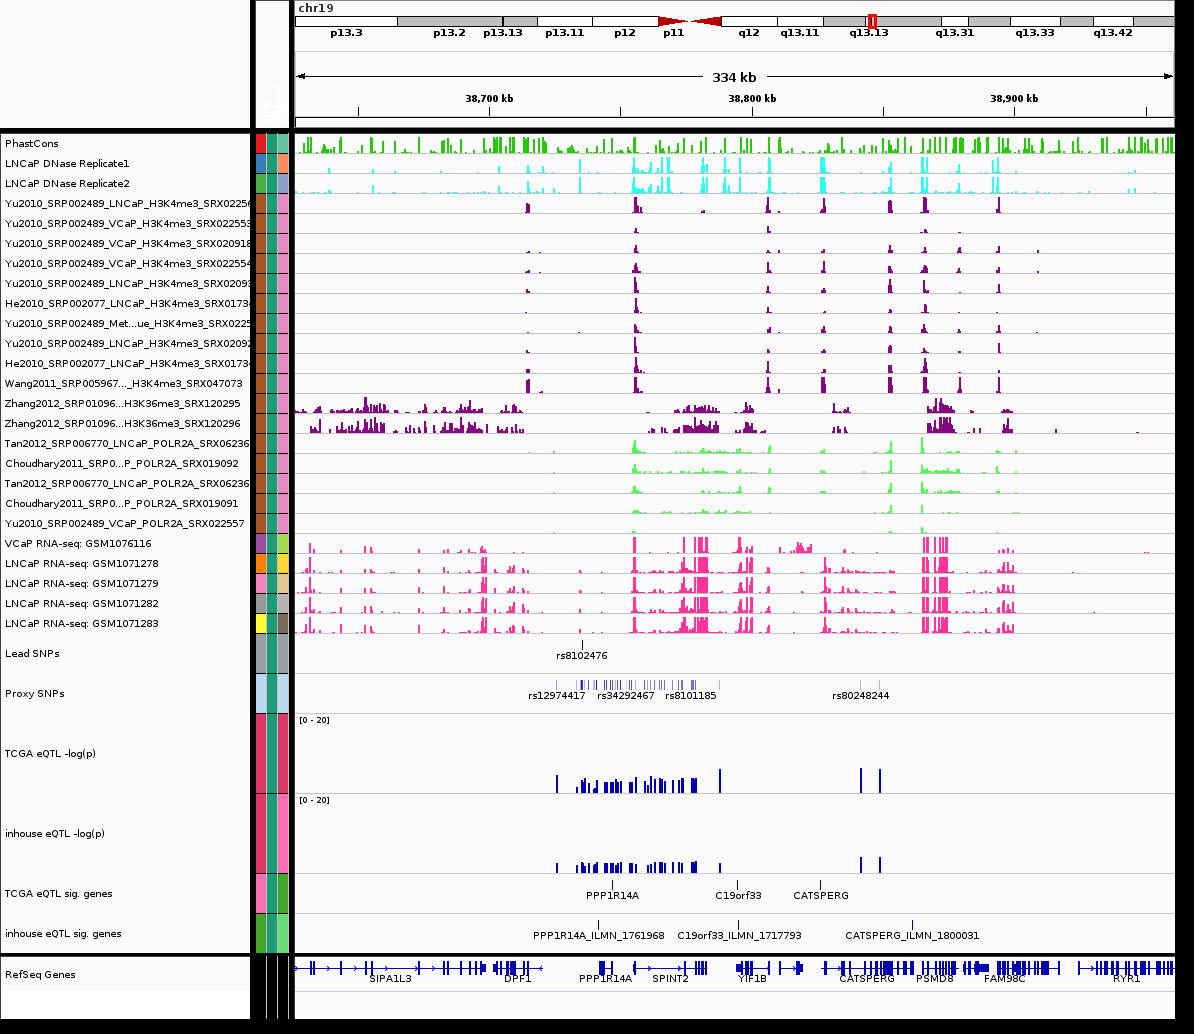 chr19
p13.3 p13.2 p13.13 p13.11 p12 p11 q12 q13.11 q13.13 q13.31 q13.33 q13.42
334 kb
38,700 kb 38,800 kb 38,900 kb
PhastCons
LNCaP DNase Replicate1
LNCaP DNase Replicate2
Yu2010_SRP002489_LNCaP_H3K4me3_SRX02256
Yu2010_SRP002489_VCaP_H3K4me3_SRX022553
Yu2010_SRP002489_VCaP_H3K4me3_SRX020918
Yu2010_SRP002489_VCaP_H3K4me3_SRX022554
Yu2010_SRP002489_LNCaP_H3K4me3_SRX0209
He2010_SRP002077_LNCaP_H3K4me3_SRX0173
Yu2010_SRP002489_Met...ue_H3K4me3_SRX0225
Yu2010_SRP002489_LNCaP_H3K4me3_SRX0209
He2010_SRP002077_LNCaP_H3K4me3_SRX0173
Wang2011_SRP005967..._H3K4me3_SRX047073
Zhang2012_SRP01096...H3K36me3_SRX120295
Zhang2012_SRP01096...H3K36me3_SRX120296
Tan2012_SRP006770_LNCaP_POLR2A_SRX06236
Choudhary2011_SRP0...P_POLR2A_SRX019092
Tan2012_SRP006770_LNCaP_POLR2A_SRX06236
Choudhary2011_SRP0...P_POLR2A_SRX019091
Yu2010_SRP002489_VCaP_POLR2A_SRX022557
VCaP RNA-seq: GSM1076116
LNCaP RNA-seq: GSM1071278
LNCaP RNA-seq: GSM1071279
LNCaP RNA-seq: GSM1071282
LNCaP RNA-seq: GSM1071283
Lead SNPs
rs8102476
Proxy SNPs
rs12974417 rs34292467 rs8101185 rs80248244
[0 - 20]
TCGA eQTL -log(p)
[0 - 20]
inhouse eQTL -log(p)
TCGA eQTL sig. genes
PPP1R14A C19orf33 CATSPERG
inhouse eQTL sig. genes
PPP1R14A_ILMN_1761968 C19orf33_ILMN_1717793 CATSPERG_ILMN_1800031
RefSeq Genes
SIPA1L3 DPF1 PPP1R14A SPINT2 YIF1B CATSPERG PSMD8 FAM98C RYR1